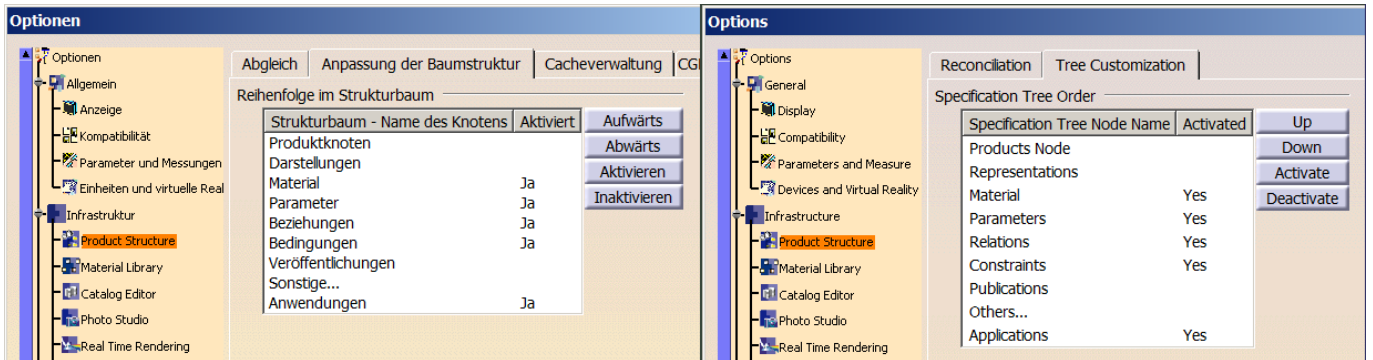 Optionen
Optionen
Allgemein
Anzeige
Kompatibilität
Parameter und Messungen
Einheiten und virtuelle Real
Infrastruktur
Product Structure
Material Library
Catalog Editor
Photo Studio
Real Time Rendering
Abgleich Anpassung der Baumstruktur Cacheverwaltung CG
Reihenfolge im Strukturbaum
Strukturbaum - Name des Knotens Aktiviert
Produktknoten
Darstellungen
Material Ja
Parameter Ja
Beziehungen Ja
Bedingungen Ja
Veröffentlichungen
Sonstige...
Anwendungen Ja
Aufwärts
Abwärts
Aktivieren
Inaktivieren
Options
Options
General
Display
Compatibility
Parameters and Measure
Devices and Virtual Reality
Infrastructure
Product Structure
Material Library
Catalog Editor
Photo Studio
Real Time Rendering
Reconciliation Tree Customization
Specification Tree Order
Specification Tree Node Name Activated
Products Node
Representations
Material Yes
Parameters Yes
Relations Yes
Constraints Yes
Publications
Others...
Applications Yes
Up
Down
Activate
Deactivate